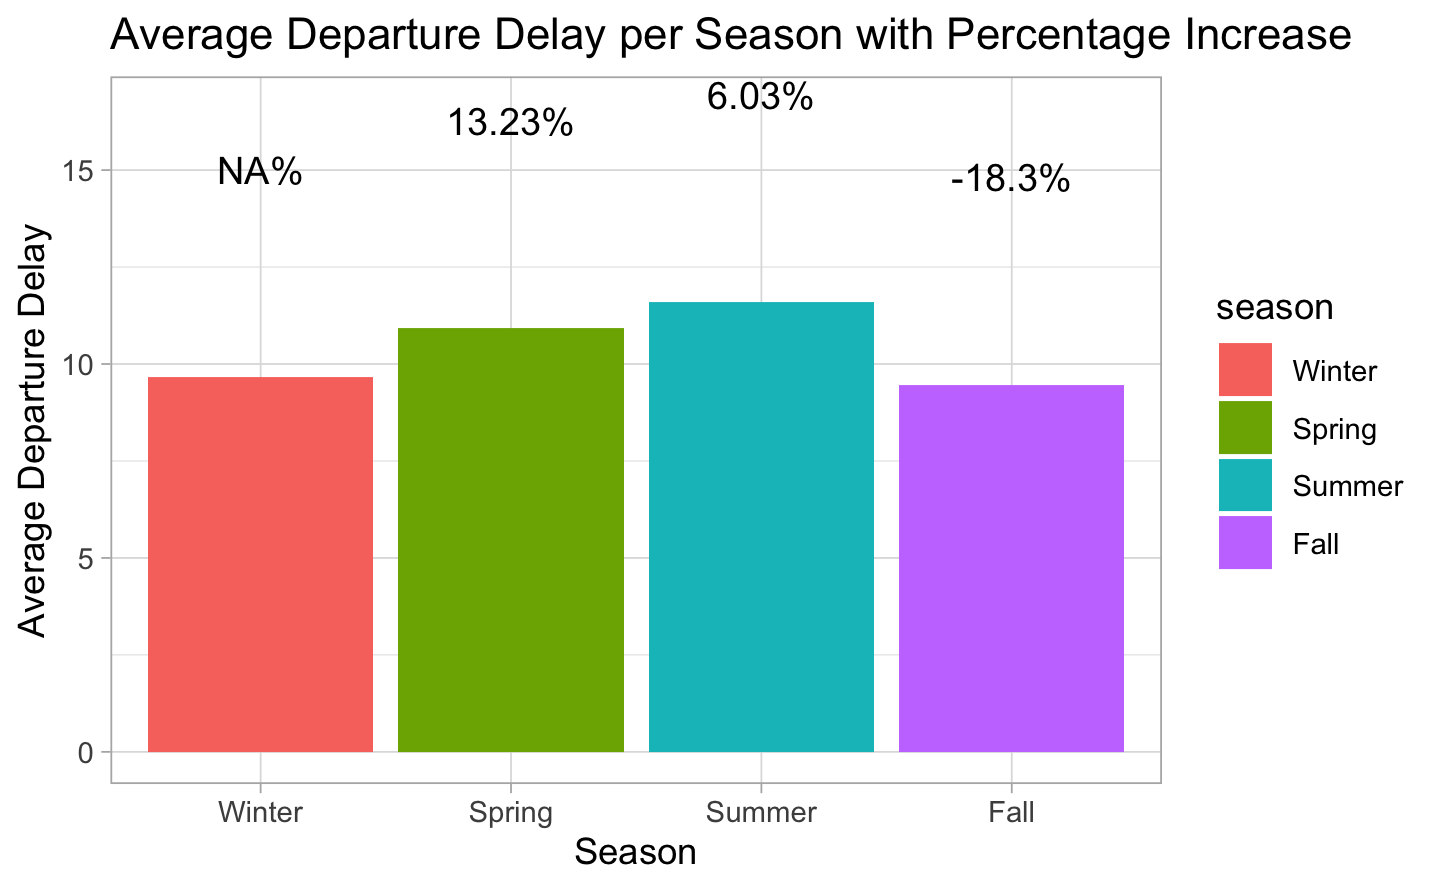 Average Departure Delay per Season with Percentage Increase
6.03%
13.23%
NA%
-18.3%
15
10
5
0
Average Departure Delay
Winter Spring Summer Fall
Season
season
Winter
Spring
Summer
Fall